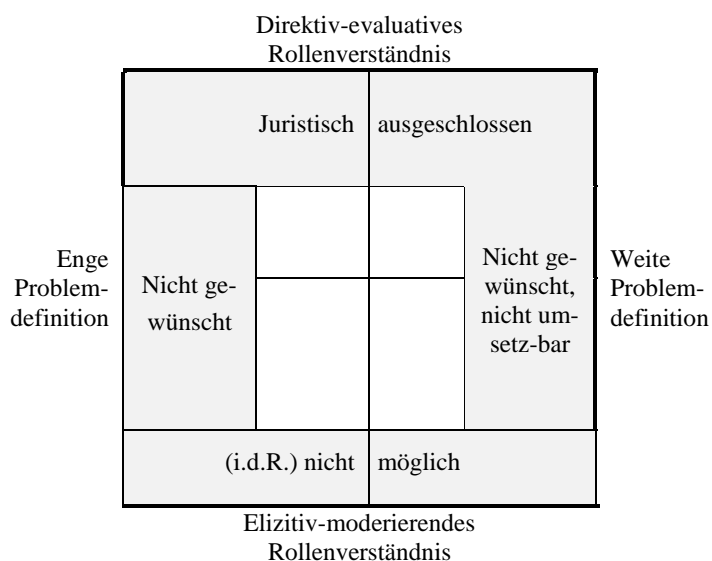 Direktiv-evaluatives
Rollenverständnis
Juristisch ausgeschlossen
Enge
Problem-
definition
Nicht ge-
wünscht
Nicht ge-
wünscht,
nicht um-
setz-bar
Weite
Problem-
definition
(i.d.R.) nicht möglich
Elizitiv-moderierendes
Rollenverständnis